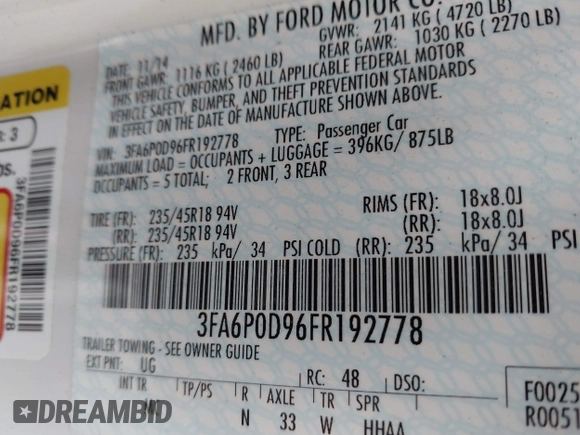 MFD. BY FORD MOTOR CO.
GVWR: 2141 KG ( 4720 LB)
DATE: 11/14
REAR GAWR: 1030 KG ( 2270 LB)
FRONT GAWR: 1116 KG ( 2460 LB)
THIS VEHICLE CONFORMS TO ALL APPLICABLE FEDERAL MOTOR
VEHICLE SAFETY, BUMPER, AND THEFT PREVENTION STANDARDS
IN EFFECT ON THE DATE OF MANUFACTURE SHOWN ABOVE.
VIN: 3FA6P0D96FR192778 TYPE: Passenger Car
MAXIMUM LOAD = OCCUPANTS + LUGGAGE = 396KG/ 875LB
OCCUPANTS = 5 TOTAL; 2 FRONT, 3 REAR
TIRE (FR): 235/45R18 94V RIMS (FR): 18x8.0J
(RR): 235/45R18 94V (RR): 18x8.0J
PRESSURE (FR): 235 kPa/ 34 PSI COLD (RR): 235 kPa/ 34 PSI
3FA6P0D96FR192778
TRAILER TOWING - SEE OWNER GUIDE
EXT PNT: UG RC: 48 DSO:
INT TR TP/PS R AXLE TR SPR
N 33 W HHAA
F0025
R0051
3
3FA6P0D96FR192778
DREAMBID